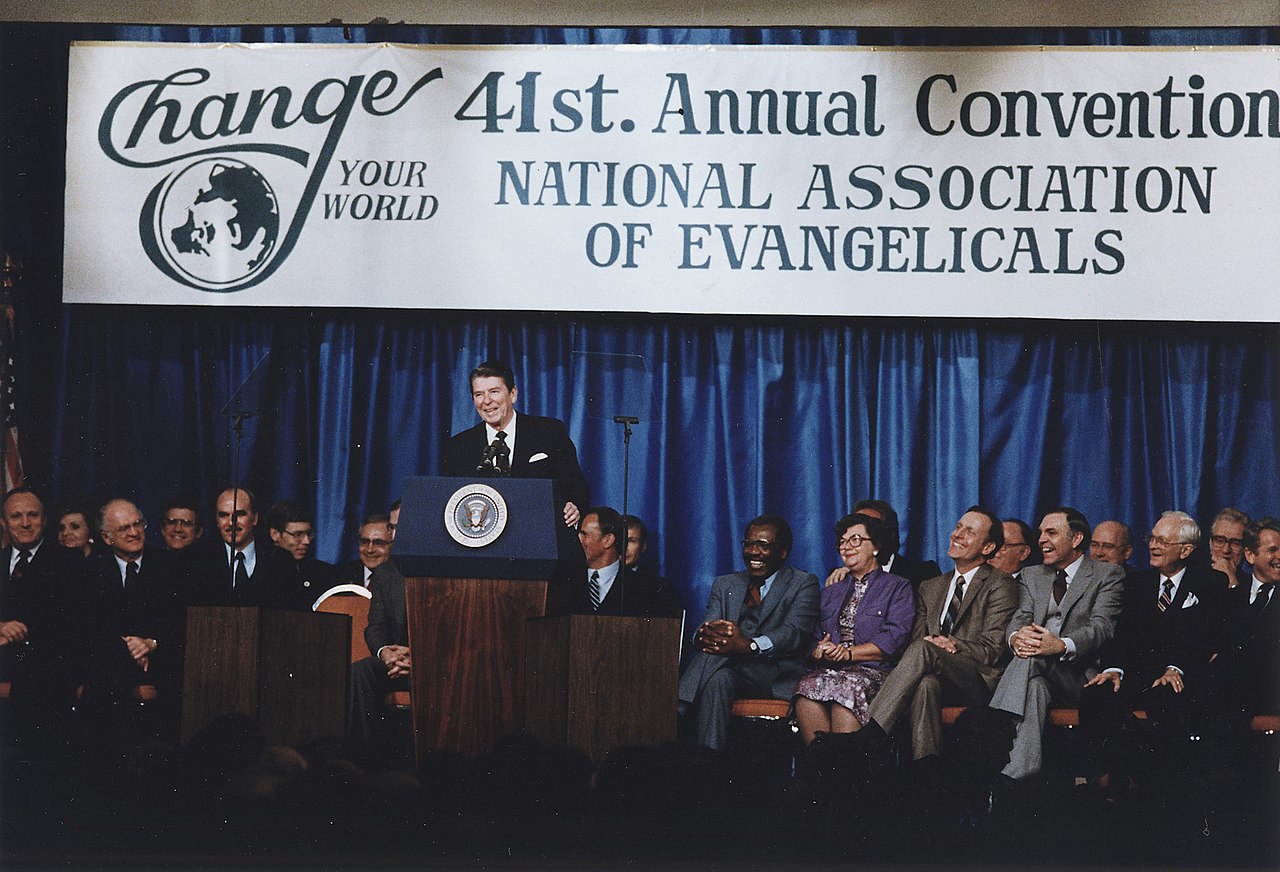 Change
YOUR
WORLD
41st. Annual Convention
NATIONAL ASSOCIATION
OF EVANGELICALS